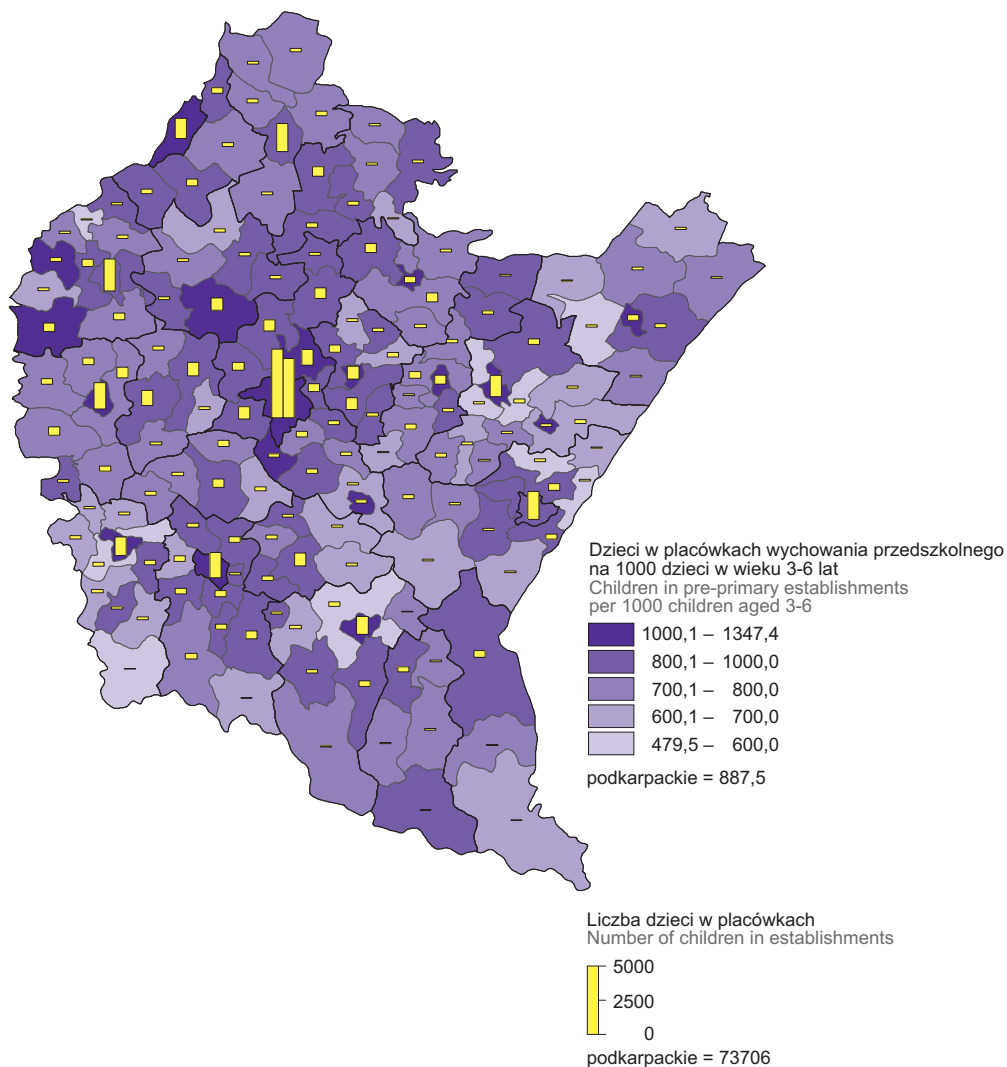 Dzieci w placówkach wychowania przedszkolnego
na 1000 dzieci w wieku 3-6 lat
Children in pre-primary establishments
per 1000 children aged 3-6
1000,1 – 1347,4
800,1 – 1000,0
700,1 – 800,0
600,1 – 700,0
479,5 – 600,0
podkarpackie = 887,5
Liczba dzieci w placówkach
Number of children in establishments
5000
2500
0
podkarpackie = 73706